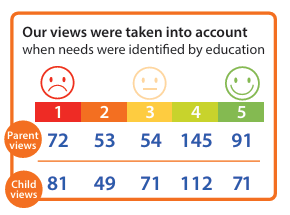 Our views were taken into account
when needs were identified by education
1 2 3 4 5
Parent views 72 53 54 145 91
Child views 81 49 71 112 71